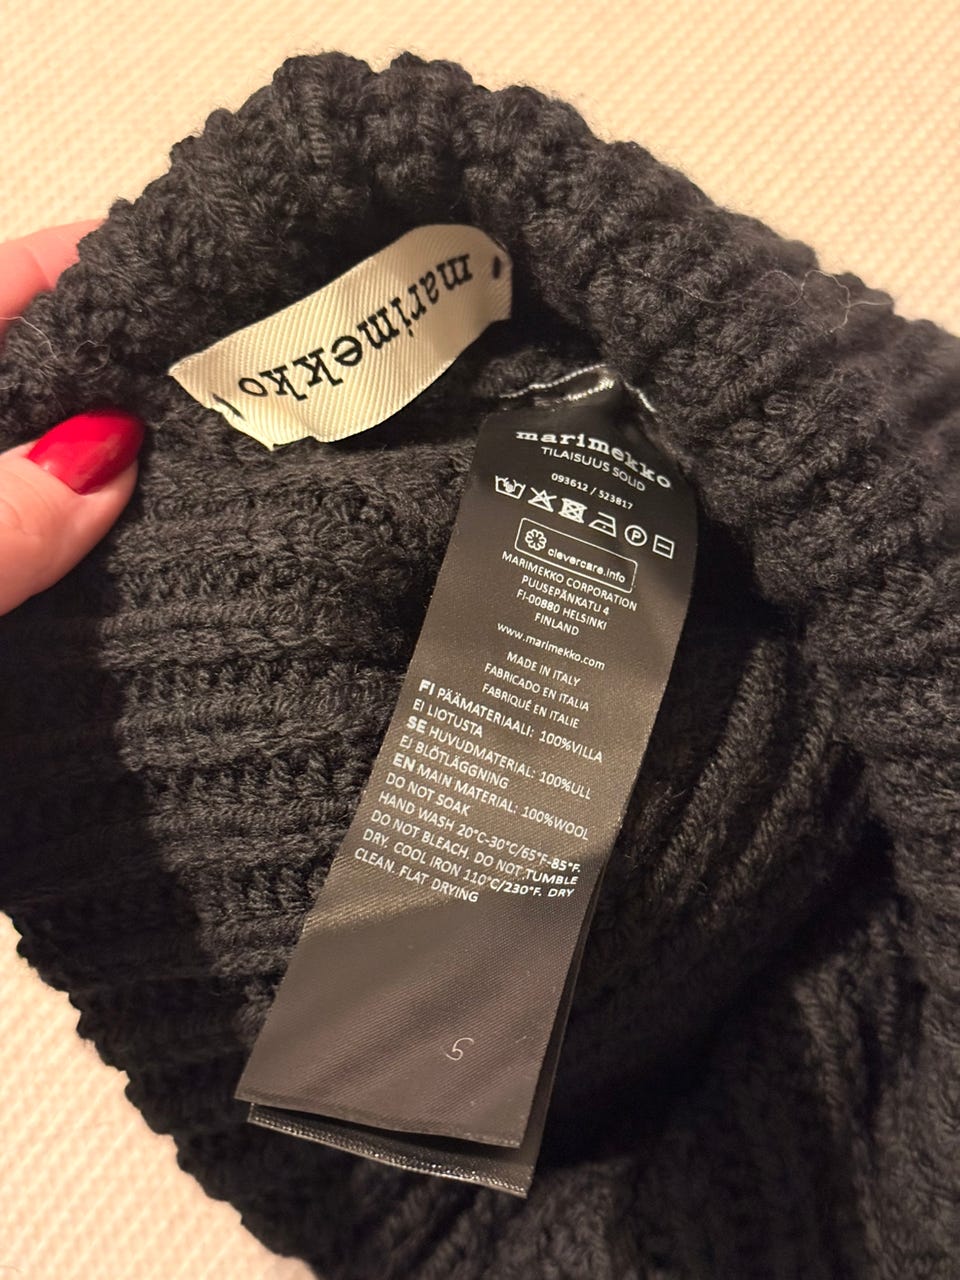 marimekko
marimekko
TILAISUUS SOLID
093612 / 523817
P
clevercare.info
MARIMEKKO CORPORATION
PUUSEPÄNKATU 4
FI-00880 HELSINKI
FINLAND
www.marimekko.com
MADE IN ITALY
FABRICADO EN ITALIA
FABRIQUÉ EN ITALIE
FI PÄÄMATERIAALI: 100%VILLA
EI LIOTUSTA
SE HUVUDMATERIAL: 100%ULL
EJ BLÖTLÄGGNING
EN MAIN MATERIAL: 100%WOOL
DO NOT SOAK
HAND WASH 20°C-30°C/65°F-85°F.
DO NOT BLEACH. DO NOT TUMBLE
DRY. COOL IRON 110°C/230°F. DRY
CLEAN. FLAT DRYING